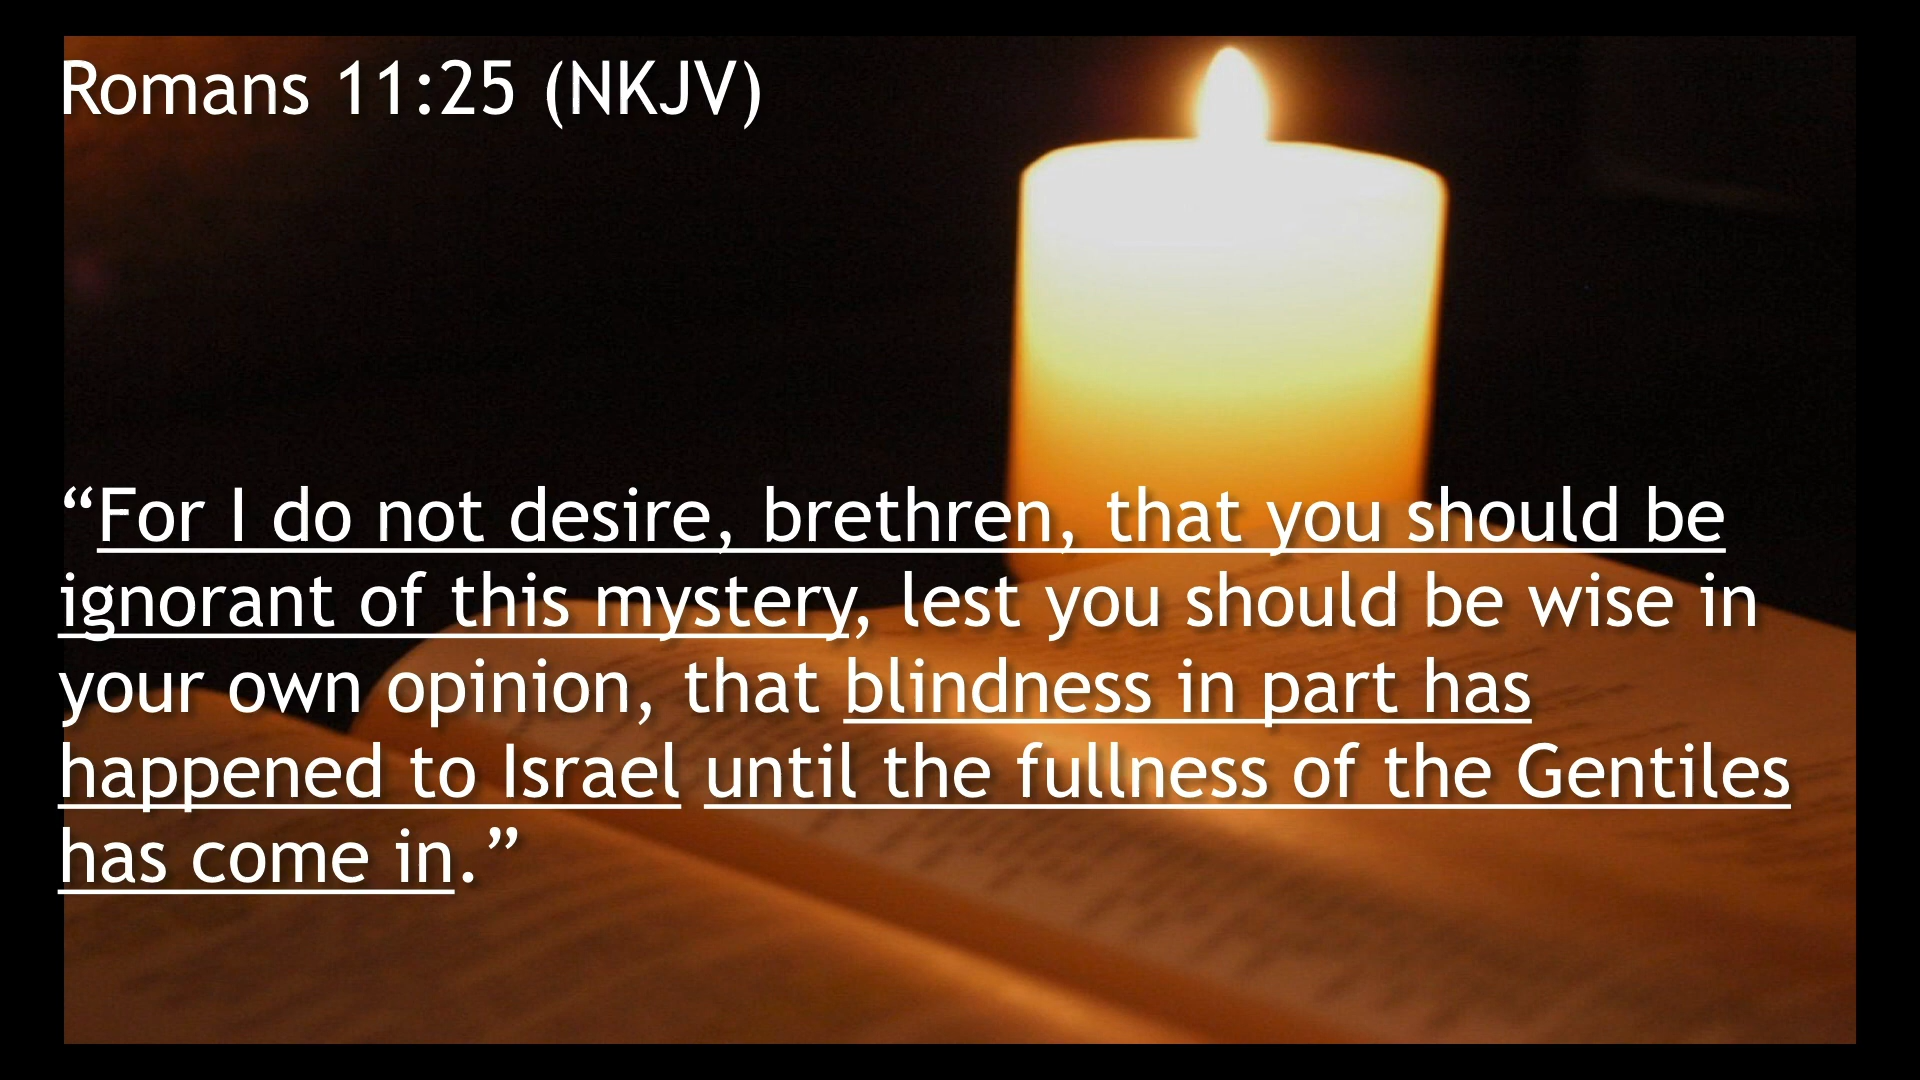 Romans 11:25 (NKJV)
“For I do not desire, brethren, that you should be
ignorant of this mystery, lest you should be wise in
your own opinion, that blindness in part has
happened to Israel until the fullness of the Gentiles
has come in.”